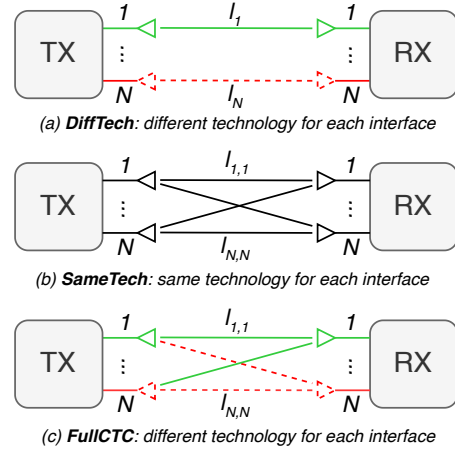 1 l1 1
TX ⋮ ⋮ RX
N lN N
(a) DiffTech: different technology for each interface
1 l1,1 1
TX ⋮ ⋮ RX
N lN,N N
(b) SameTech: same technology for each interface
1 l1,1 1
TX ⋮ ⋮ RX
N lN,N N
(c) FullCTC: different technology for each interface